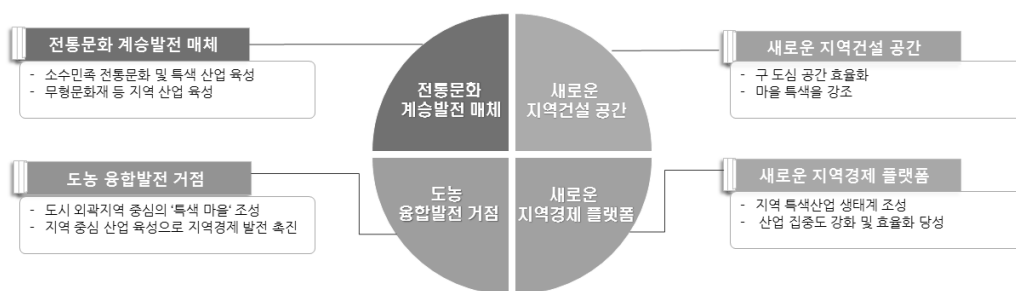 전통문화 계승발전 매체
- 소수민족 전통문화 및 특색 산업 육성
- 무형문화재 등 지역 산업 육성
전통문화
계승발전 매체
새로운
지역건설 공간
새로운 지역건설 공간
- 구 도심 공간 효율화
- 마을 특색을 강조
도농 융합발전 거점
- 도시 외곽지역 중심의 '특색 마을' 조성
- 지역 중심 산업 육성으로 지역경제 발전 촉진
도농
융합발전 거점
새로운
지역경제 플랫폼
새로운 지역경제 플랫폼
- 지역 특색산업 생태계 조성
- 산업 집중도 강화 및 효율화 당성